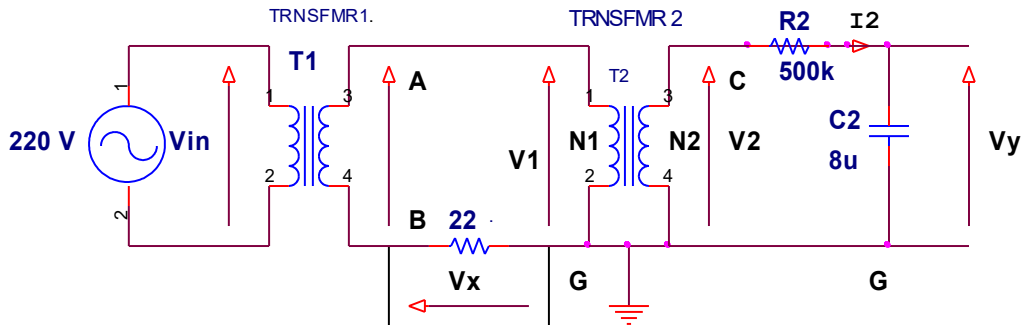 TRNSFMR1.
TRNSFMR 2
R2
I2
T1
A
T2
C
500k
1
1
3
1
3
C2
220 V
Vin
V1
N1
N2
V2
Vy
8u
2
4
2
4
2
B
22
.
Vx
G
G